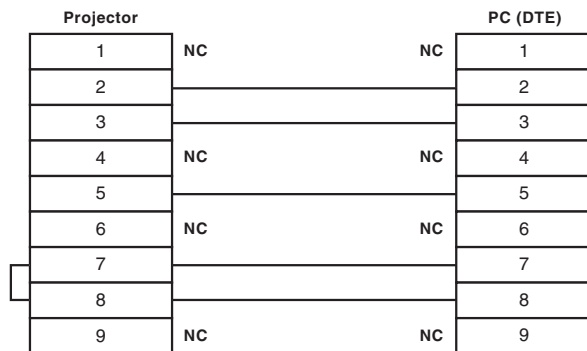 Projector PC (DTE)
1 NC NC 1
2 2
3 3
4 NC NC 4
5 5
6 NC NC 6
7 7
8 8
9 NC NC 9